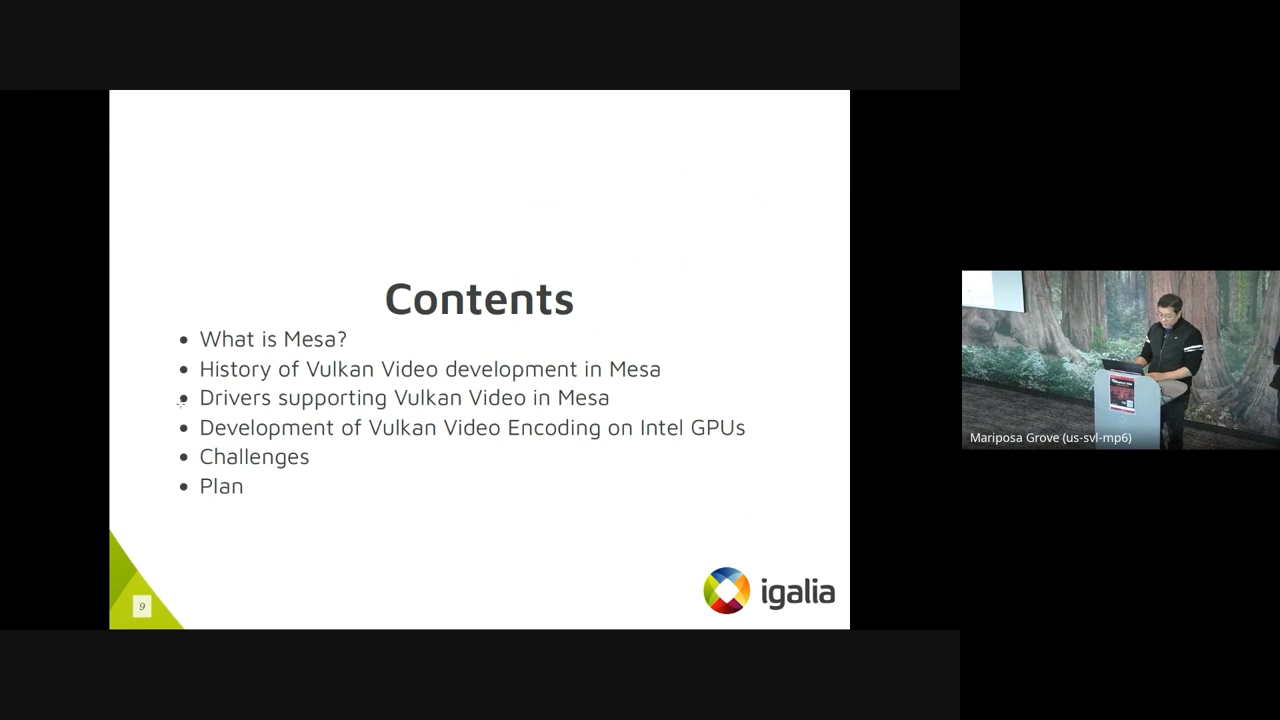 Contents
What is Mesa?
History of Vulkan Video development in Mesa
Drivers supporting Vulkan Video in Mesa
Development of Vulkan Video Encoding on Intel GPUs
Challenges
Plan
9
igalia
Mariposa Grove (us-svl-mp6)